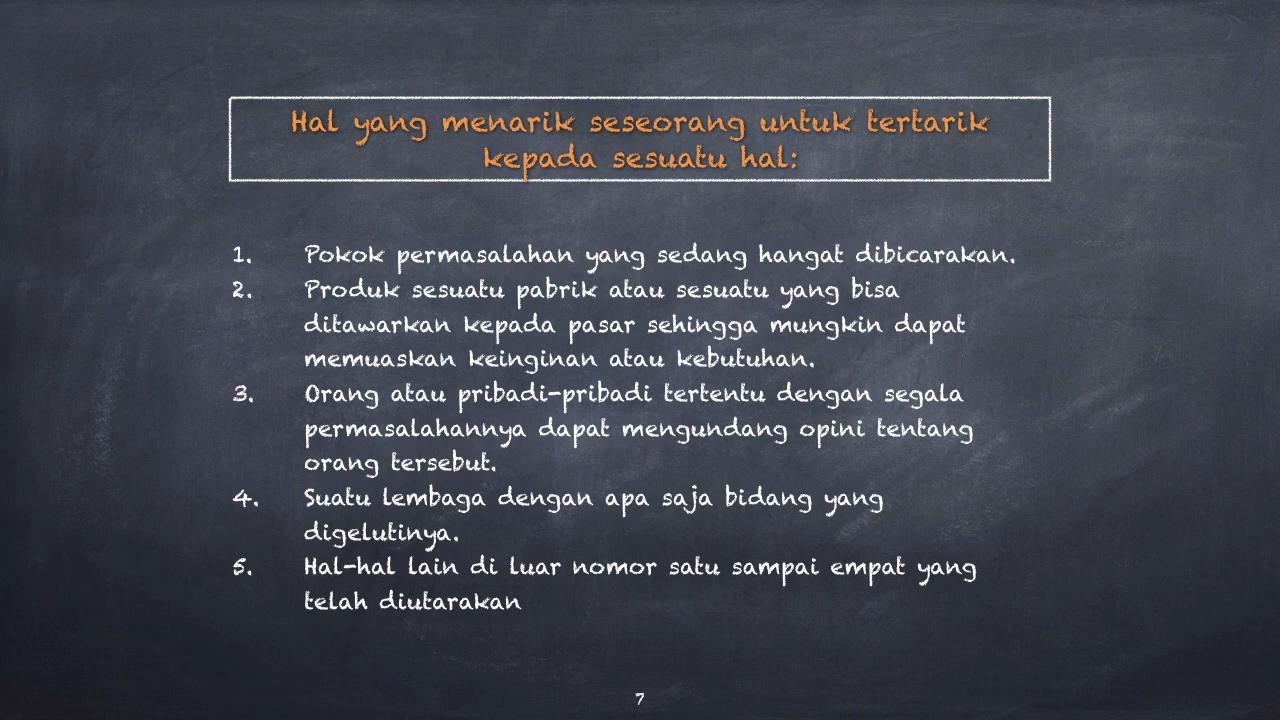 Hal yang menarik seseorang untuk tertarik
kepada sesuatu hal:
1. Pokok permasalahan yang sedang hangat dibicarakan.
2. Produk sesuatu pabrik atau sesuatu yang bisa
ditawarkan kepada pasar sehingga mungkin dapat
memuaskan keinginan atau kebutuhan.
3. Orang atau pribadi-pribadi tertentu dengan segala
permasalahannya dapat mengundang opini tentang
orang tersebut.
4. Suatu lembaga dengan apa saja bidang yang
digelutinya.
5. Hal-hal lain di luar nomor satu sampai empat yang
telah diutarakan
7